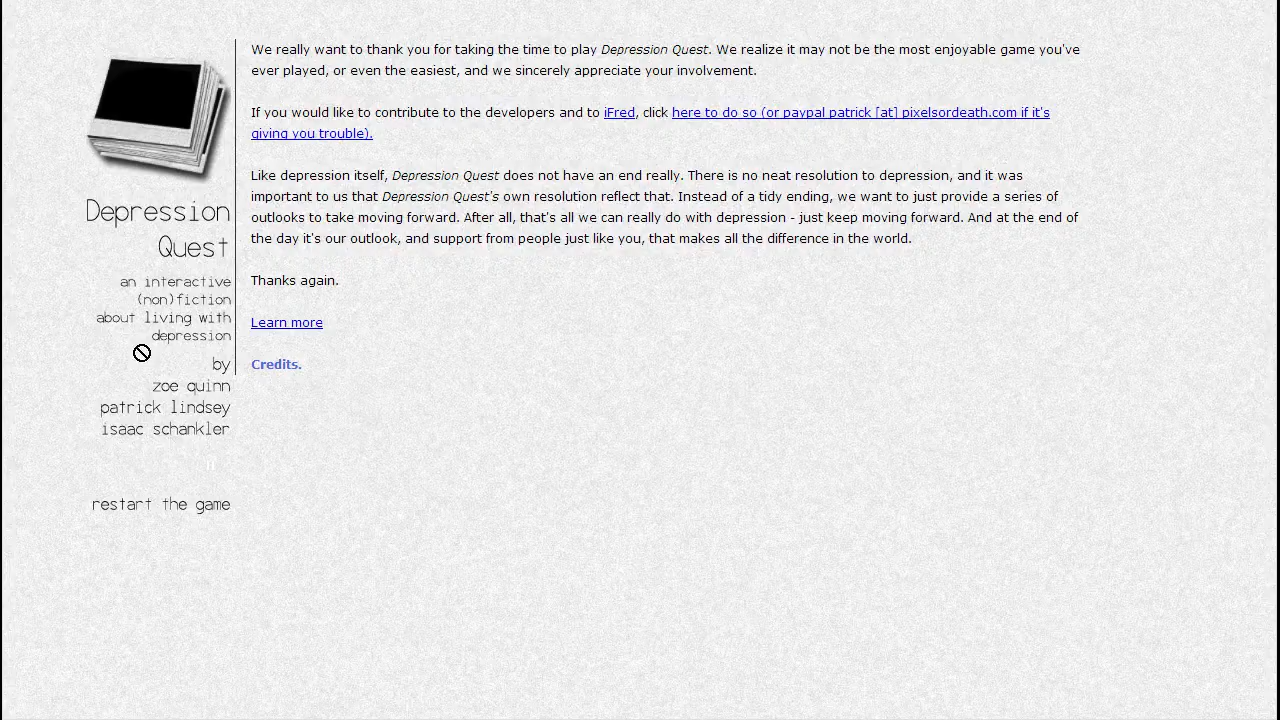 Depression
Quest
an interactive
(non)fiction
about living with
depression
by
zoe quinn
patrick lindsey
isaac schankler
restart the game
We really want to thank you for taking the time to play Depression Quest. We realize it may not be the most enjoyable game you've
ever played, or even the easiest, and we sincerely appreciate your involvement.
If you would like to contribute to the developers and to iFred, click here to do so (or paypal patrick [at] pixelsordeath.com if it's
giving you trouble).
Like depression itself, Depression Quest does not have an end really. There is no neat resolution to depression, and it was
important to us that Depression Quest's own resolution reflect that. Instead of a tidy ending, we want to just provide a series of
outlooks to take moving forward. After all, that's all we can really do with depression - just keep moving forward. And at the end of
the day it's our outlook, and support from people just like you, that makes all the difference in the world.
Thanks again.
Learn more
Credits.